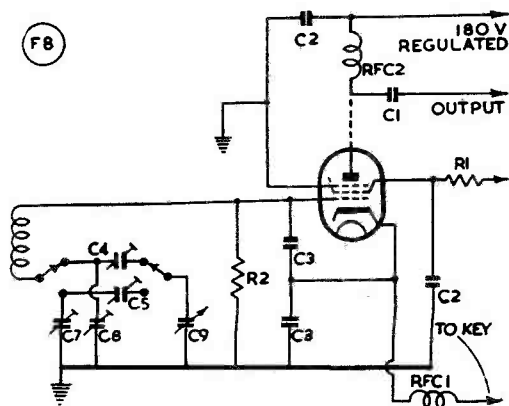 F8
C2
180 V
REGULATED
RFC2
C1
OUTPUT
R1
C4
C3
R2
C5
C2
C7
C8
C9
C3
TO KEY
RFC1